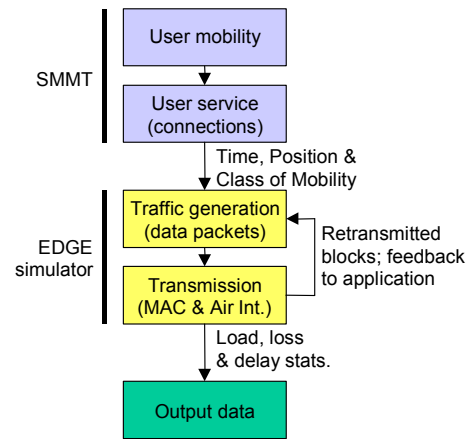 User mobility
SMMT
User service
(connections)
Time, Position &
Class of Mobility
Traffic generation
(data packets)
EDGE
simulator
Retransmitted
blocks; feedback
to application
Transmission
(MAC & Air Int.)
Load, loss
& delay stats.
Output data